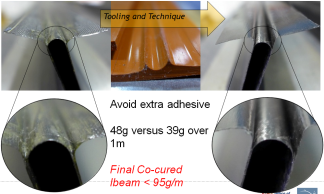 Tooling and Technique
Avoid extra adhesive
48g versus 39g over
1m
Final Co-cured
Ibeam < 95g/m